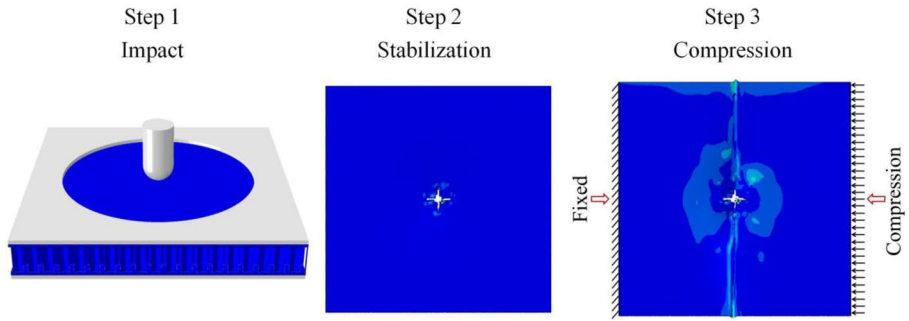 Step 1
Impact
Step 2
Stabilization
Step 3
Compression
Fixed
Compression